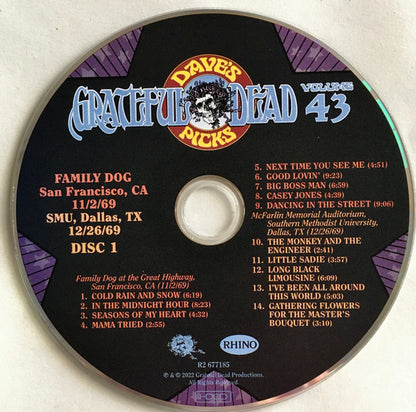 DAVE'S
GRATEFUL DEAD
PICKS
VOLUME
43
FAMILY DOG
San Francisco, CA
11/2/69
SMU, Dallas, TX
12/26/69
DISC 1
Family Dog at the Great Highway,
San Francisco, CA (11/2/69)
1. COLD RAIN AND SNOW (6:19)
2. IN THE MIDNIGHT HOUR (8:23)
3. SEASONS OF MY HEART (4:32)
4. MAMA TRIED (2:55)
5. NEXT TIME YOU SEE ME (4:51)
6. GOOD LOVIN' (9:23)
7. BIG BOSS MAN (6:59)
8. CASEY JONES (4:39)
9. DANCING IN THE STREET (9:06)
McFarlin Memorial Auditorium,
Southern Methodist University,
Dallas, TX (12/26/69)
10. THE MONKEY AND THE
ENGINEER (2:41)
11. LITTLE SADIE (3:57)
12. LONG BLACK
LIMOUSINE (6:09)
13. I'VE BEEN ALL AROUND
THIS WORLD (5:03)
14. GATHERING FLOWERS
FOR THE MASTER'S
BOUQUET (3:10)
RHINO
R2 677185
℗ & © 2022 Grateful Dead Productions.
All Rights Reserved.
HDCD